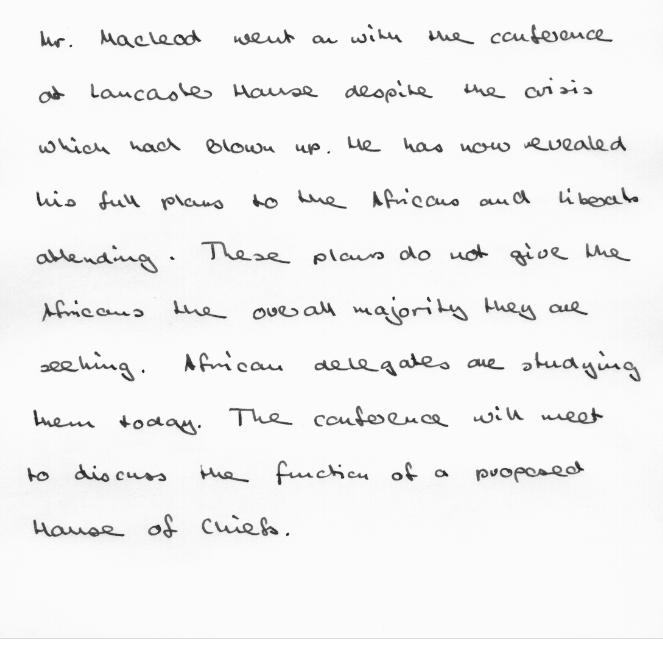 Mr. Macleod went on with the conference
at Lancaster House despite the crisis
which had blown up. He has now revealed
his full plans to the Africans and Liberals
attending. These plans do not give the
Africans the overall majority they are
seeking. African delegates are studying
them today. The conference will meet
to discuss the function of a proposed
House of Chiefs.